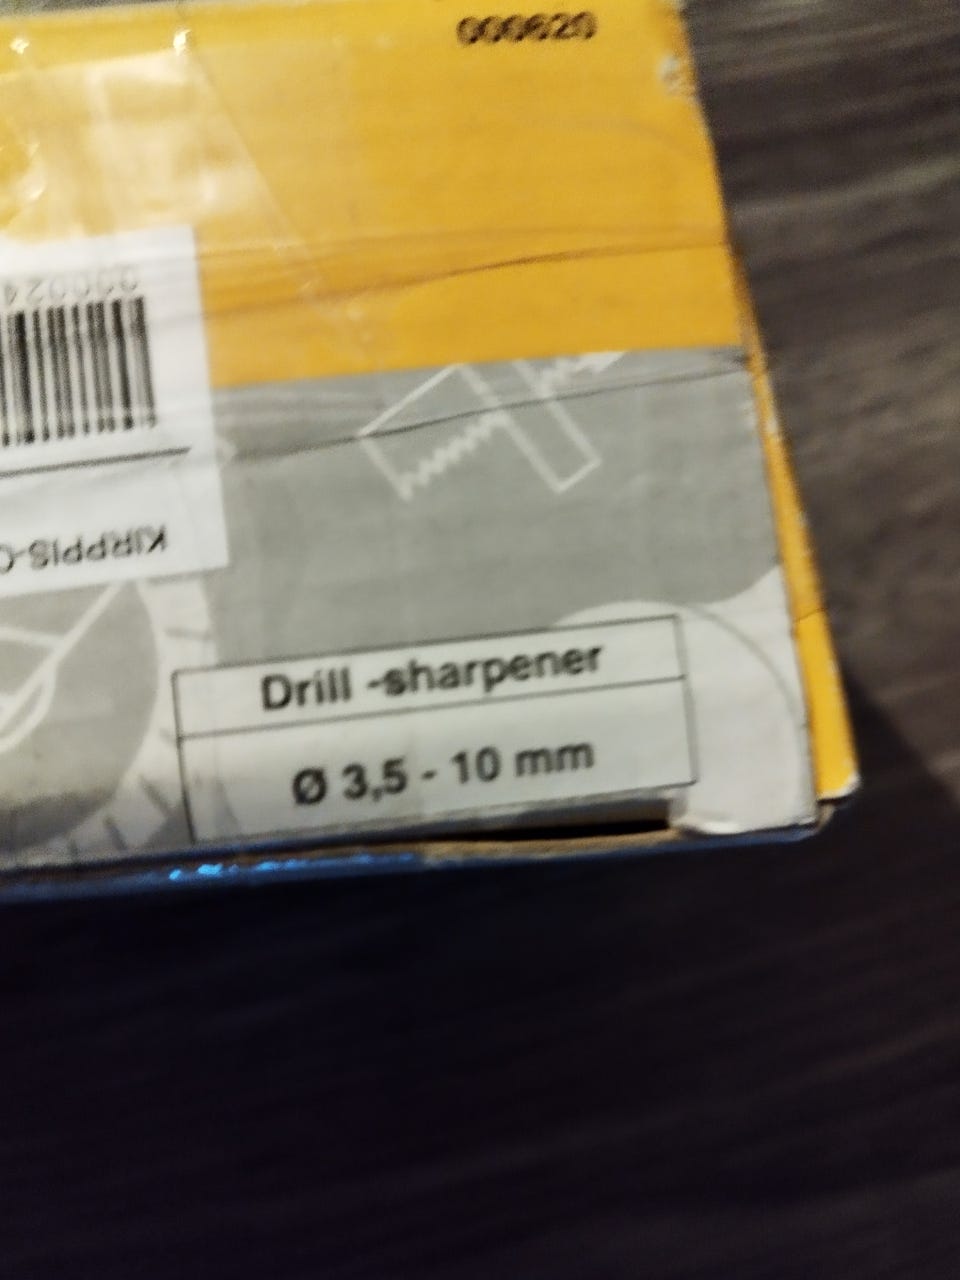 000620
KIRPPIS-
Drill -sharpener
Ø 3,5 - 10 mm